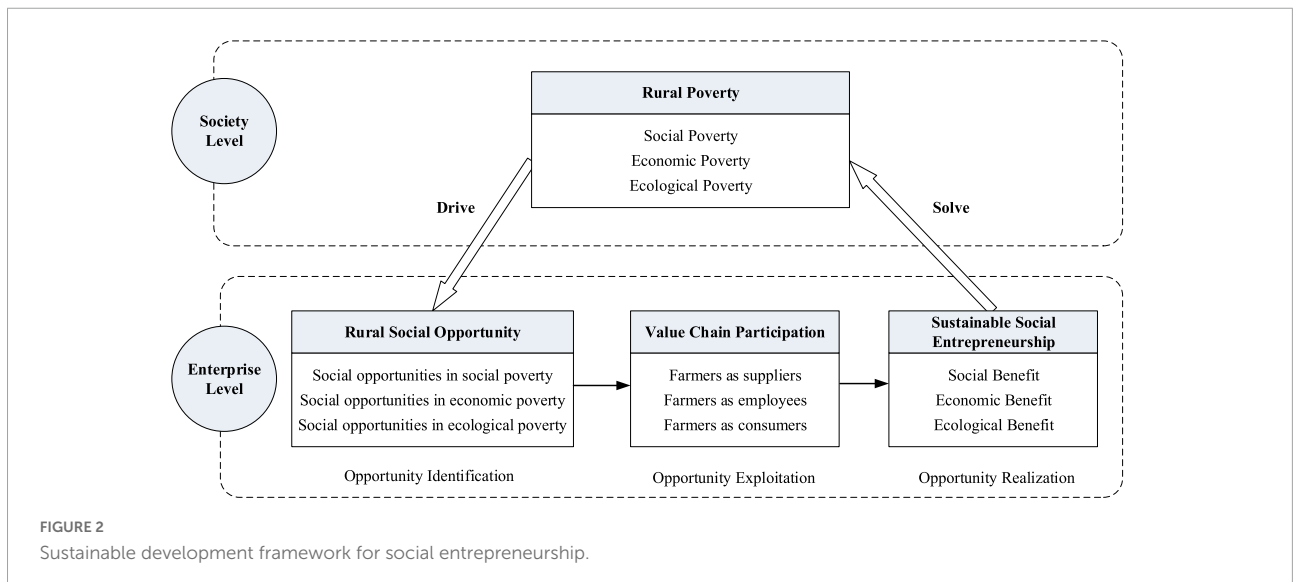 Society
Level
Rural Poverty
Social Poverty
Economic Poverty
Ecological Poverty
Drive
Solve
Enterprise
Level
Rural Social Opportunity
Social opportunities in social poverty
Social opportunities in economic poverty
Social opportunities in ecological poverty
Opportunity Identification
Value Chain Participation
Farmers as suppliers
Farmers as employees
Farmers as consumers
Opportunity Exploitation
Sustainable Social
Entrepreneurship
Social Benefit
Economic Benefit
Ecological Benefit
Opportunity Realization
FIGURE 2
Sustainable development framework for social entrepreneurship.